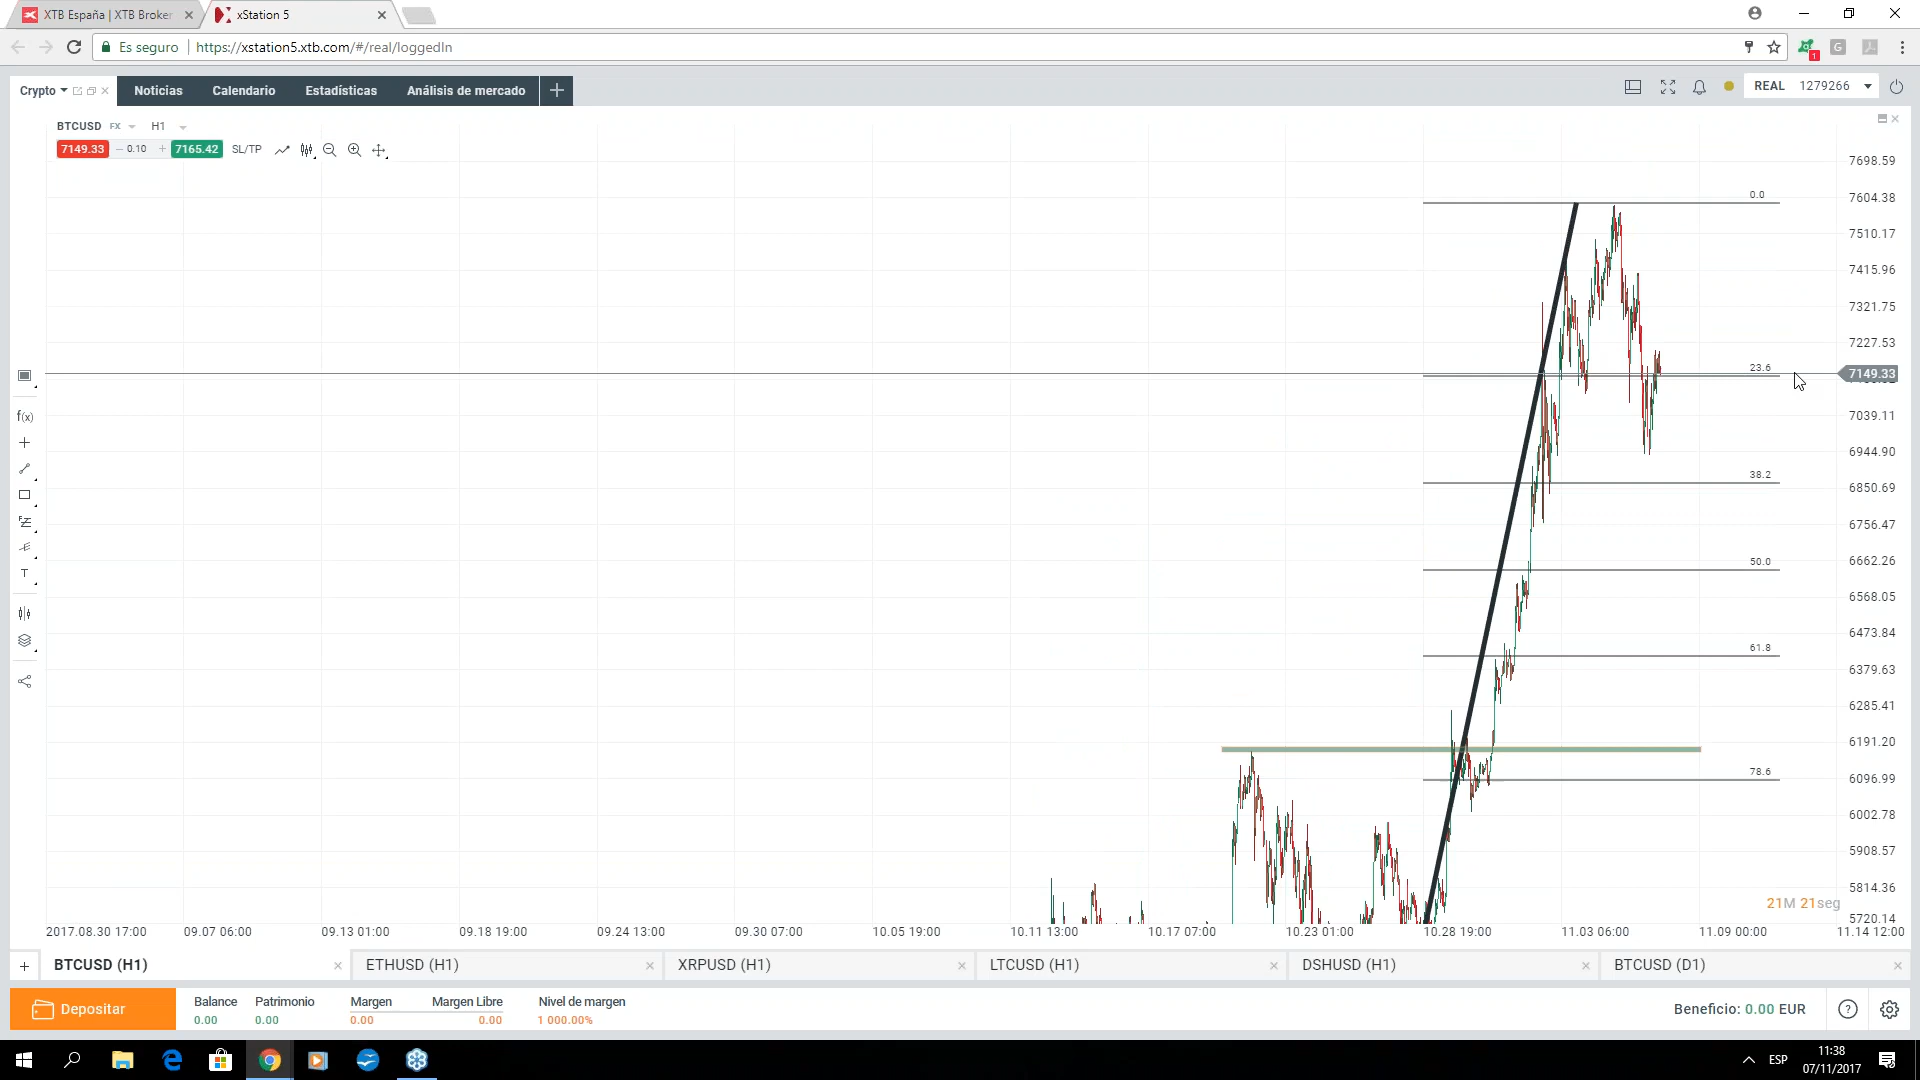 XTB España | XTB Broker
xStation 5
Es seguro
https://xstation5.xtb.com/#/real/loggedIn
G
1
Crypto
Noticias
Calendario
Estadísticas
Análisis de mercado
REAL 1279266
BTCUSD FX H1
7149.33 – 0.10 + 7165.42 SL/TP
7698.59
0.0
7604.38
7510.17
7415.96
7321.75
7227.53
23.6
7149.33
f(x)
7039.11
6944.90
38.2
6850.69
6756.47
50.0
6662.26
T
6568.05
6473.84
61.8
6379.63
6285.41
6191.20
78.6
6096.99
6002.78
5908.57
5814.36
21M 21seg
5720.14
2017.08.30 17:00 09.07 06:00 09.13 01:00 09.18 19:00 09.24 13:00 09.30 07:00 10.05 19:00 10.11 13:00 10.17 07:00 10.23 01:00 10.28 19:00 11.03 06:00 11.09 00:00 11.14 12:00
BTCUSD (H1)
ETHUSD (H1)
XRPUSD (H1)
LTCUSD (H1)
DSHUSD (H1)
BTCUSD (D1)
Depositar
Balance Patrimonio Margen Margen Libre Nivel de margen
0.00 0.00 0.00 0.00 1 000.00%
Beneficio: 0.00 EUR
?
ESP
11:38
07/11/2017